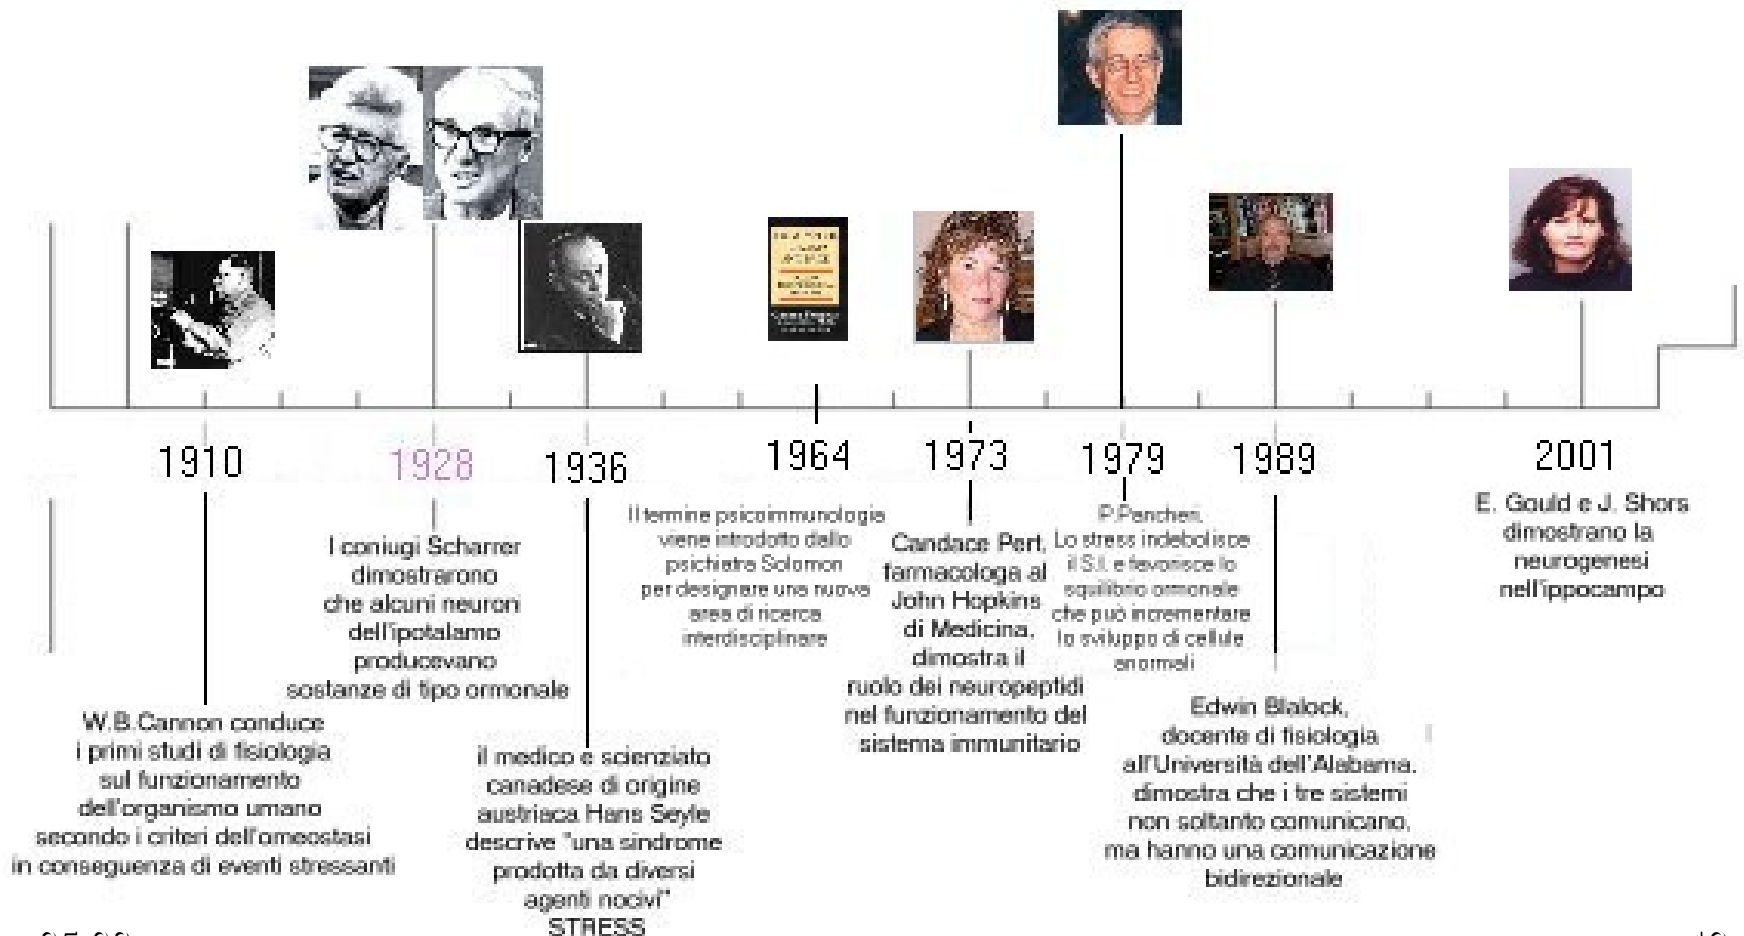 1910
1928
1936
1964
1973
1979
1989
2001
W.B.Cannon conduce
i primi studi di fisiologia
sul funzionamento
dell'organismo umano
secondo i criteri dell'omeostasi
in conseguenza di eventi stressanti
I coniugi Scharrer
dimostrarono
che alcuni neuroni
dell'ipotalamo
producevano
sostanze di tipo ormonale
il medico e scienziato
canadese di origine
austriaca Hans Seyle
descrive "una sindrome
prodotta da diversi
agenti nocivi"
STRESS
Il termine psicoimmunologia
viene introdotto dallo
psichiatra Solomon
per designare una nuova
area di ricerca
interdisciplinare
Candace Pert,
farmacologa al
John Hopkins
di Medicina,
dimostra il
ruolo dei neuropeptidi
nel funzionamento del
sistema immunitario
P.Pancheri,
Lo stress indebolisce
il S.I. e favorisce lo
squilibrio ormonale
che può incrementare
lo sviluppo di cellule
anormali
Edwin Blalock,
docente di fisiologia
all'Università dell'Alabama,
dimostra che i tre sistemi
non soltanto comunicano,
ma hanno una comunicazione
bidirezionale
E. Gould e J. Shors
dimostrano la
neurogenesi
nell'ippocampo